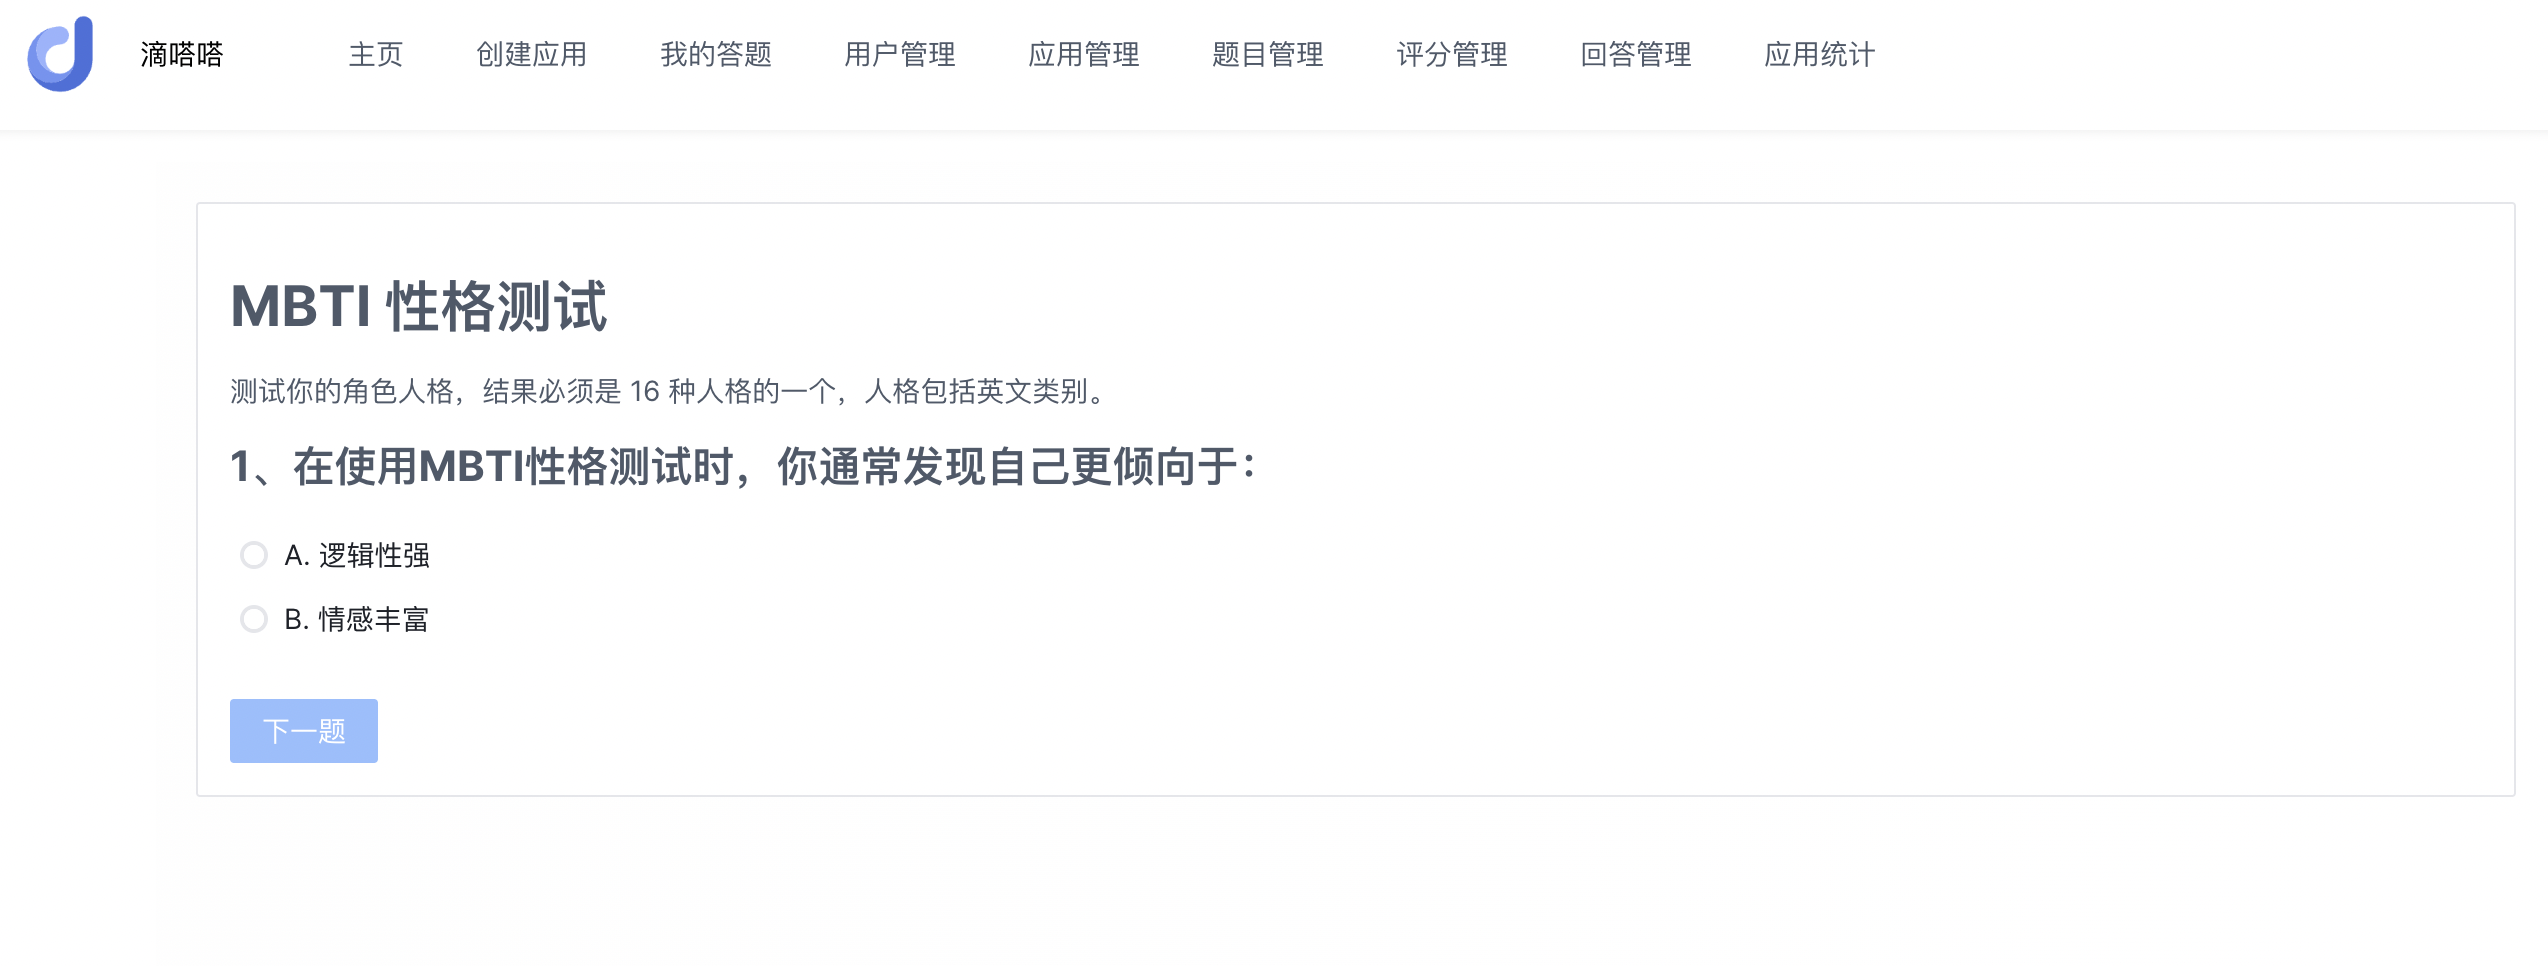 滴嗒嗒 主页 创建应用 我的答题 用户管理 应用管理 题目管理 评分管理 回答管理 应用统计
MBTI 性格测试
测试你的角色人格，结果必须是 16 种人格的一个，人格包括英文类别。
1、在使用MBTI性格测试时，你通常发现自己更倾向于：
A. 逻辑性强
B. 情感丰富
下一题